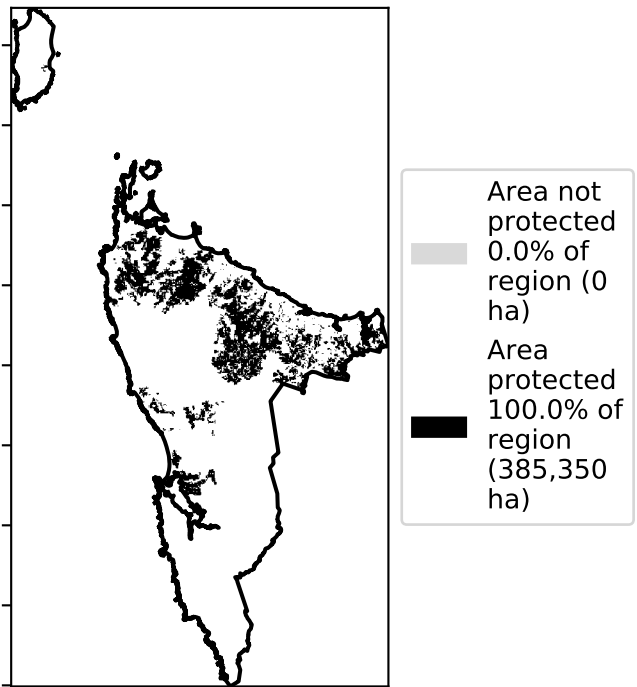 Area not
protected
0.0% of
region (0
ha)
Area
protected
100.0% of
region
(385,350
ha)